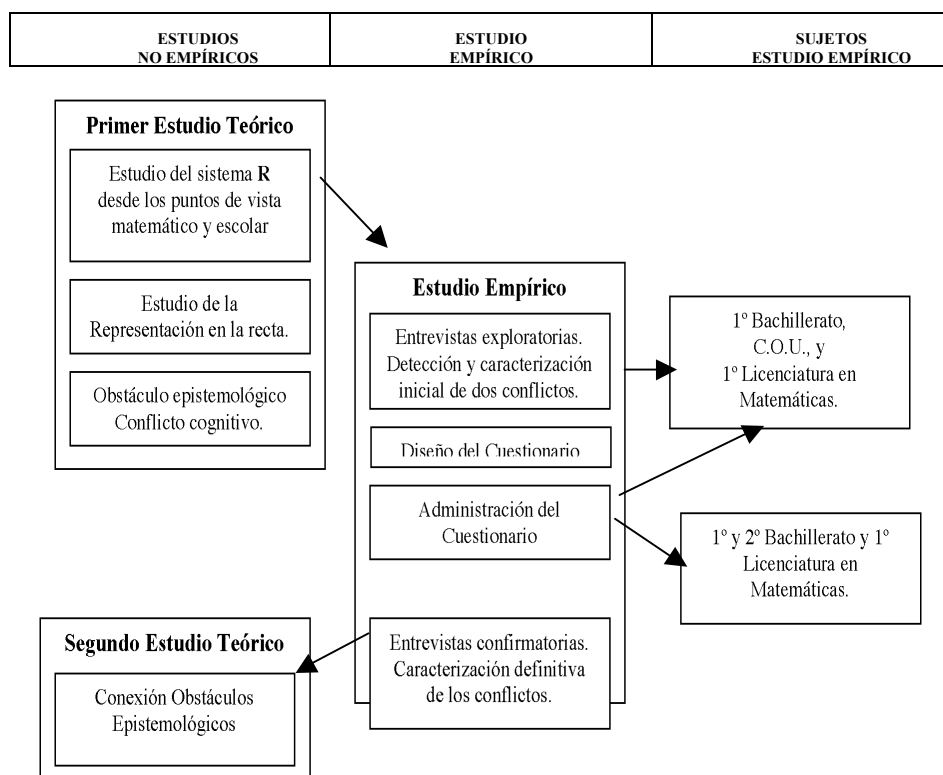 ESTUDIOS
NO EMPÍRICOS
ESTUDIO
EMPÍRICO
SUJETOS
ESTUDIO EMPÍRICO
Primer Estudio Teórico
Estudio del sistema R
desde los puntos de vista
matemático y escolar
Estudio de la
Representación en la recta.
Obstáculo epistemológico
Conflicto cognitivo.
Estudio Empírico
Entrevistas exploratorias.
Detección y caracterización
inicial de dos conflictos.
Diseño del Cuestionario
Administración del
Cuestionario
Entrevistas confirmatorias.
Caracterización definitiva
de los conflictos.
1º Bachillerato,
C.O.U., y
1º Licenciatura en
Matemáticas.
1º y 2º Bachillerato y 1º
Licenciatura en
Matemáticas.
Segundo Estudio Teórico
Conexión Obstáculos
Epistemológicos